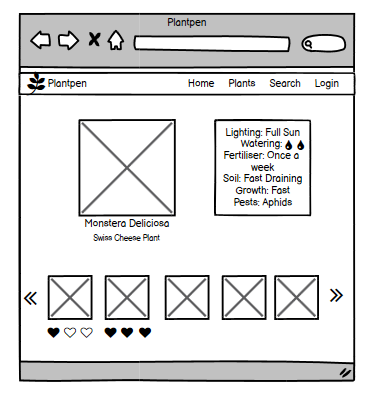 Plantpen
Plantpen Home Plants Search Login
Lighting: Full Sun
Watering:
Fertiliser: Once a
week
Soil: Fast Draining
Growth: Fast
Pests: Aphids
Monstera Deliciosa
Swiss Cheese Plant